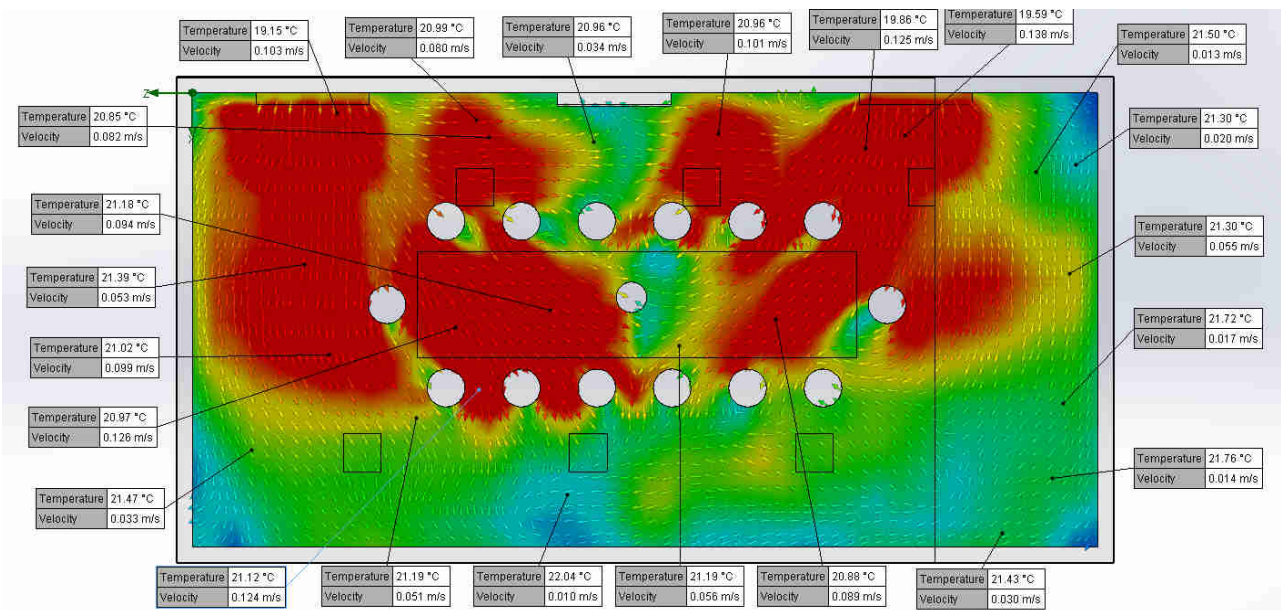 Temperature 19.15 °C
Velocity 0.103 m/s
Temperature 20.99 °C
Velocity 0.080 m/s
Temperature 20.96 °C
Velocity 0.034 m/s
Temperature 20.96 °C
Velocity 0.101 m/s
Temperature 19.86 °C
Velocity 0.125 m/s
Temperature 19.59 °C
Velocity 0.138 m/s
Temperature 21.50 °C
Velocity 0.013 m/s
Temperature 20.85 °C
Velocity 0.082 m/s
Temperature 21.30 °C
Velocity 0.020 m/s
Z
Temperature 21.18 °C
Velocity 0.094 m/s
Temperature 21.30 °C
Velocity 0.055 m/s
Temperature 21.39 °C
Velocity 0.053 m/s
Temperature 21.72 °C
Velocity 0.017 m/s
Temperature 21.02 °C
Velocity 0.099 m/s
Temperature 20.97 °C
Velocity 0.126 m/s
Temperature 21.76 °C
Velocity 0.014 m/s
Temperature 21.47 °C
Velocity 0.033 m/s
Temperature 21.12 °C
Velocity 0.124 m/s
Temperature 21.19 °C
Velocity 0.051 m/s
Temperature 22.04 °C
Velocity 0.010 m/s
Temperature 21.19 °C
Velocity 0.056 m/s
Temperature 20.88 °C
Velocity 0.089 m/s
Temperature 21.43 °C
Velocity 0.030 m/s